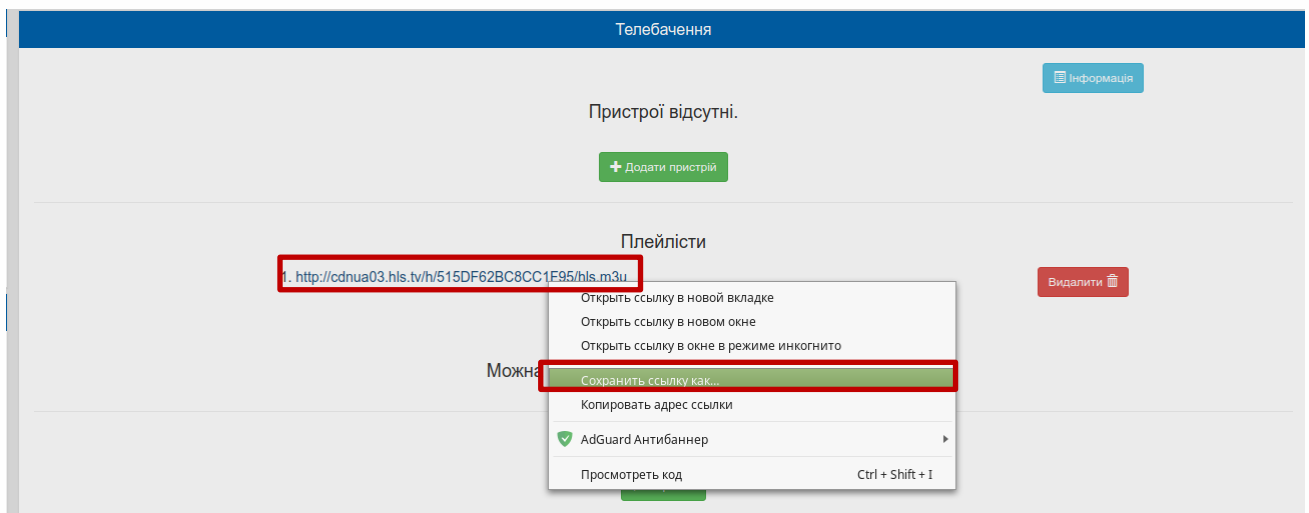 Телебачення
Інформація
Пристрої відсутні.
Додати пристрій
Плейлісти
1. http://cdnua03.hls.tv/h/515DF62BC8CC1F95/hls.m3u
Видалити
Открыть ссылку в новой вкладке
Открыть ссылку в новом окне
Открыть ссылку в окне в режиме инкогнито
Можна
Сохранить ссылку как...
Копировать адрес ссылки
AdGuard Антибаннер
Просмотреть код Ctrl + Shift + I